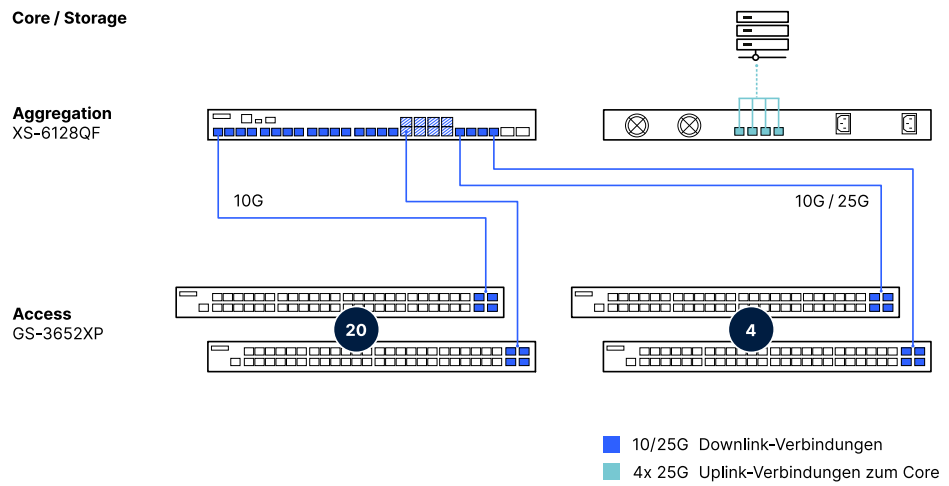 Core / Storage
Aggregation
XS-6128QF
10G
10G / 25G
Access
GS-3652XP
20
4
10/25G Downlink-Verbindungen
4x 25G Uplink-Verbindungen zum Core